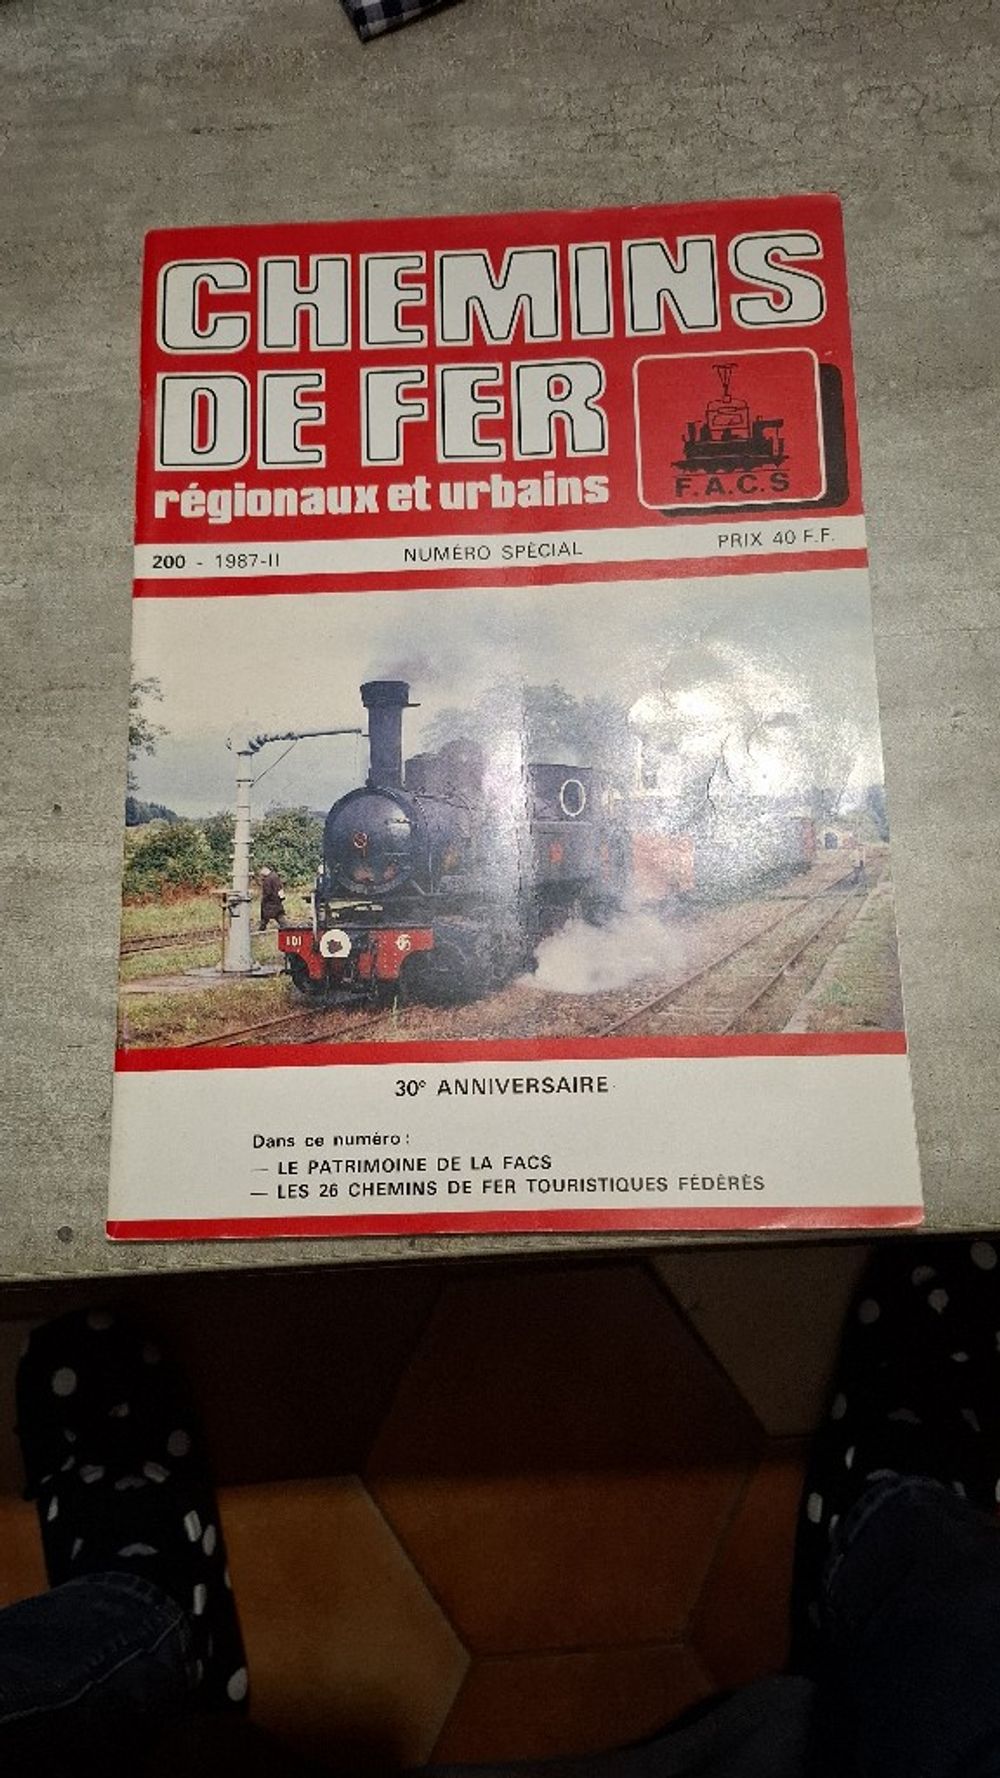 CHEMINS
DE FER
régionaux et urbains
F.A.C.S
200 - 1987-II NUMÉRO SPÉCIAL PRIX 40 F.F.
101
30e ANNIVERSAIRE
Dans ce numéro :
— LE PATRIMOINE DE LA FACS
— LES 26 CHEMINS DE FER TOURISTIQUES FÉDÉRÉS